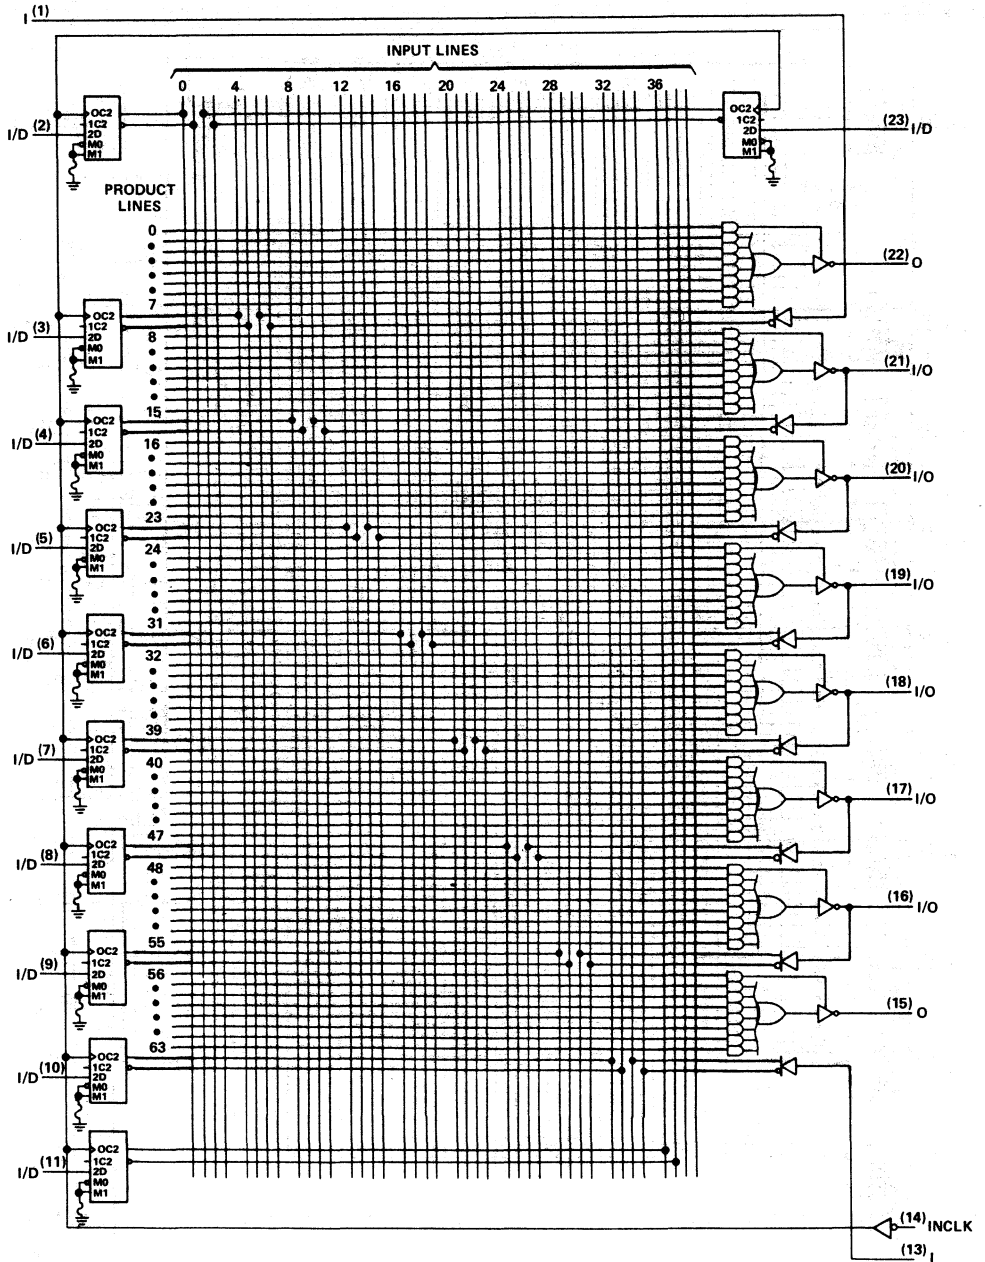 I (1)
INPUT LINES
0 4 8 12 16 20 24 28 32 36
OC2
1C2
2D
M0
M1
I/D (2)
OC2
1C2
2D
M0
M1
(23) I/D
PRODUCT
LINES
0
(22) O
7
OC2
1C2
2D
M0
M1
I/D (3)
8
(21) I/O
15
OC2
1C2
2D
M0
M1
I/D (4)
16
(20) I/O
23
OC2
1C2
2D
M0
M1
I/D (5)
24
(19) I/O
31
OC2
1C2
2D
M0
M1
I/D (6)
32
(18) I/O
39
OC2
1C2
2D
M0
M1
I/D (7)
40
(17) I/O
47
OC2
1C2
2D
M0
M1
I/D (8)
48
(16) I/O
55
OC2
1C2
2D
M0
M1
I/D (9)
56
(15) O
63
OC2
1C2
2D
M0
M1
I/D (10)
OC2
1C2
2D
M0
M1
I/D (11)
(14) INCLK
(13) I